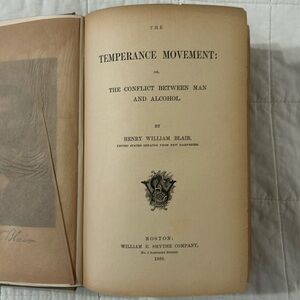 THE
TEMPERANCE MOVEMENT:
OR,
THE CONFLICT BETWEEN MAN
AND ALCOHOL.
BY
HENRY WILLIAM BLAIR,
UNITED STATES SENATOR FROM NEW HAMPSHIRE.
BOSTON:
WILLIAM E. SMYTHE COMPANY,
1888.